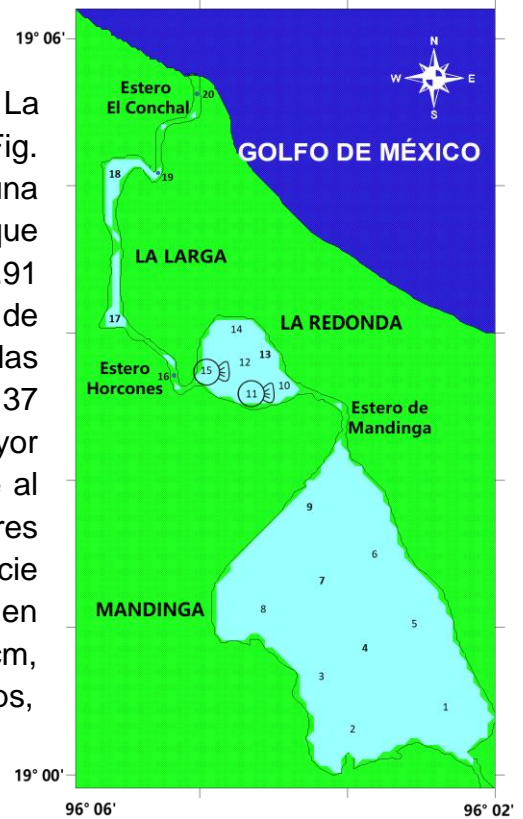 La
Fig.
una
que
91
de
las
37
yor
al
res
cie
en
cm,
os,
19° 06'
N
W E
S
Estero
El Conchal
20
GOLFO DE MÉXICO
18
19
LA LARGA
17
LA REDONDA
14
13
12
15
16
Estero
Horcones
11
10
Estero de
Mandinga
9
6
7
MANDINGA
8
5
4
3
1
2
19° 00'
96° 06'
96° 02'